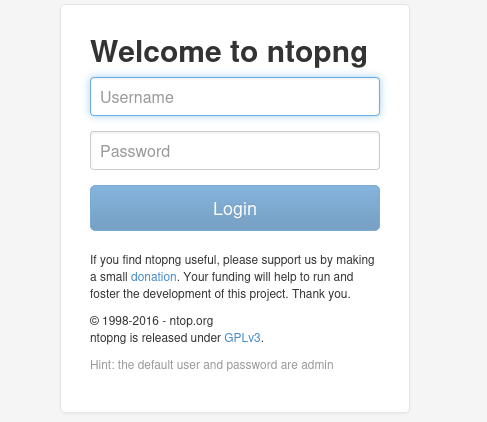 Welcome to ntopng
Username
Password
Login
If you find ntopng useful, please support us by making
a small donation. Your funding will help to run and
foster the development of this project. Thank you.
© 1998-2016 - ntop.org
ntopng is released under GPLv3.
Hint: the default user and password are admin